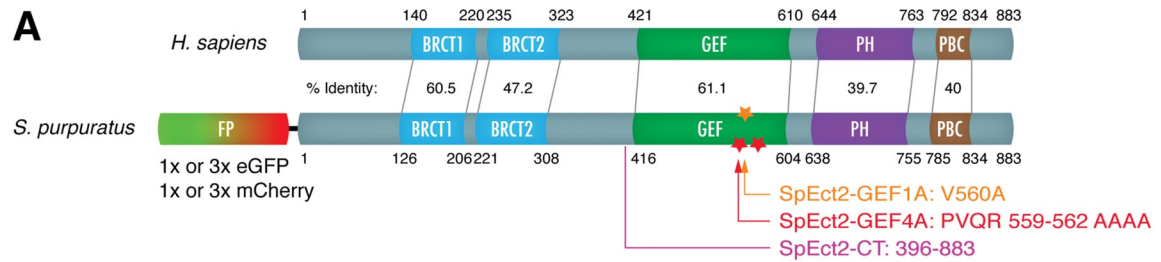 A
1 140 220 235 323 421 610 644 763 792 834 883
H. sapiens BRCT1 BRCT2 GEF PH PBC
% Identity: 60.5 47.2 61.1 39.7 40
S. purpuratus FP BRCT1 BRCT2 GEF PH PBC
1 126 206 221 308 416 604 638 755 785 834 883
1x or 3x eGFP
1x or 3x mCherry
SpEct2-GEF1A: V560A
SpEct2-GEF4A: PVQR 559-562 AAAA
SpEct2-CT: 396-883